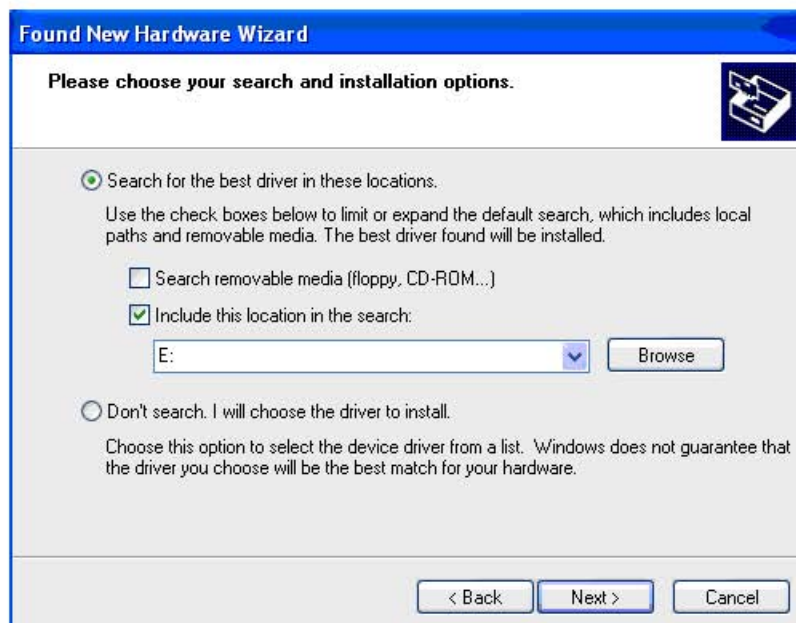 Found New Hardware Wizard
Please choose your search and installation options.
Search for the best driver in these locations.
Use the check boxes below to limit or expand the default search, which includes local
paths and removable media. The best driver found will be installed.
Search removable media (floppy, CD-ROM...)
Include this location in the search:
E:
Browse
Don't search. I will choose the driver to install.
Choose this option to select the device driver from a list. Windows does not guarantee that
the driver you choose will be the best match for your hardware.
< Back
Next >
Cancel